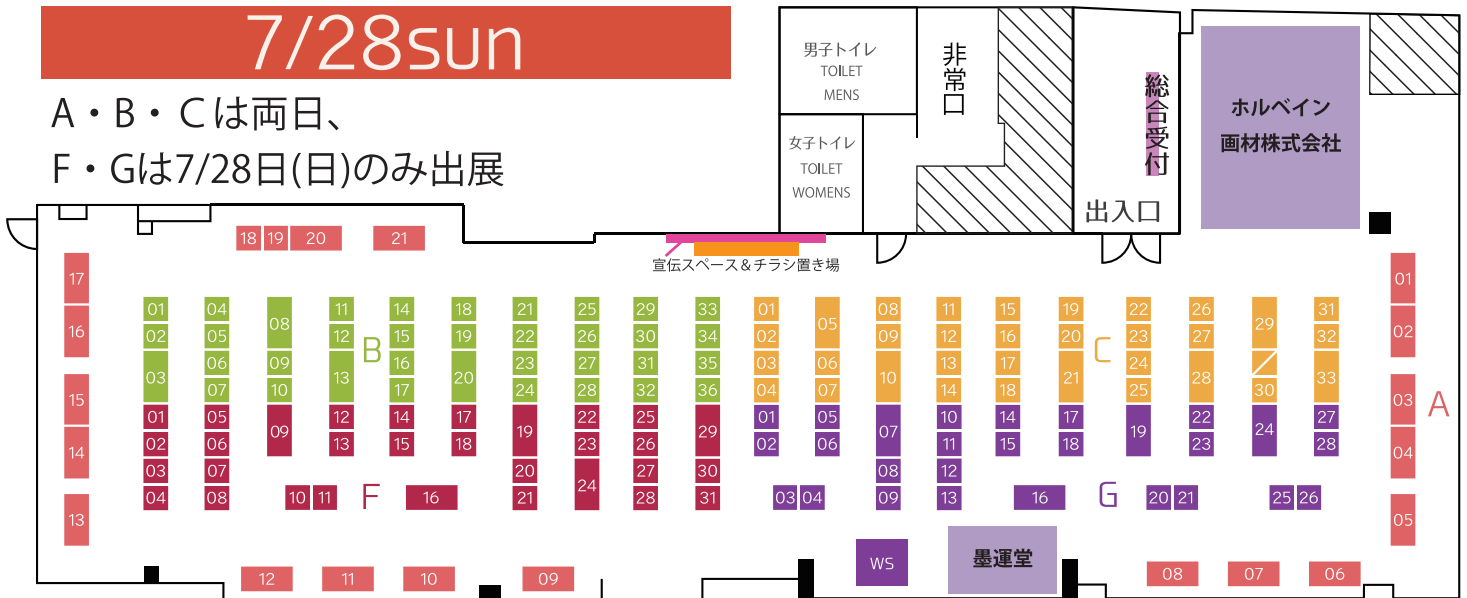 7/28sun
A・B・Cは両日、
F・Gは7/28日(日)のみ出展
男子トイレ
TOILET
MENS
女子トイレ
TOILET
WOMENS
非常口
総合受付
出入口
ホルベイン
画材株式会社
宣伝スペース＆チラシ置き場
18 19 20 21
17
16
15
14
13
12 11 10 09
01 04 08 11 14 18 21 25 29 33
02 05 12 15 19 22 26 30 34
03 06 09 13 16 20 23 27 31 35
07 10 17 24 28 32 36
B
01 05 09 12 14 17 19 22 25 29
02 06 13 15 18 23 26
03 07 20 24 27 30
04 08 10 11 16 21 28 31
F
01 05 08 11 15 19 22 26 29 31
02 09 12 16 20 23 27 32
03 06 10 13 17 21 24 28 33
04 07 14 18 25 30
C
01 05 07 10 14 17 19 22 24 27
02 06 11 15 18 23 28
08 12
03 04 09 13 16 20 21 25 26
G
01
02
03
04
05
A
WS
墨運堂
08 07 06